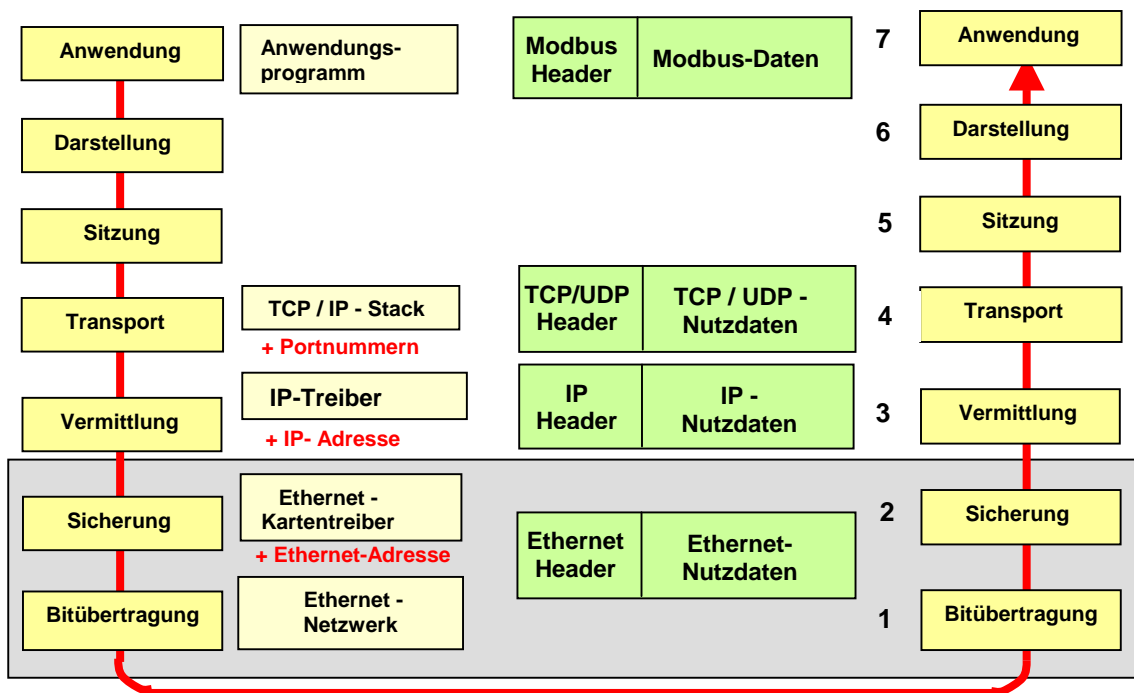 Anwendung
Anwendungs-
programm
Modbus
Header
Modbus-Daten
7
Anwendung
Darstellung
6
Darstellung
Sitzung
5
Sitzung
Transport
TCP / IP - Stack
+ Portnummern
TCP/UDP
Header
TCP / UDP -
Nutzdaten
4
Transport
Vermittlung
IP-Treiber
+ IP- Adresse
IP
Header
IP -
Nutzdaten
3
Vermittlung
Sicherung
Ethernet -
Kartentreiber
+ Ethernet-Adresse
Ethernet
Header
Ethernet-
Nutzdaten
2
Sicherung
Bitübertragung
Ethernet -
Netzwerk
1
Bitübertragung